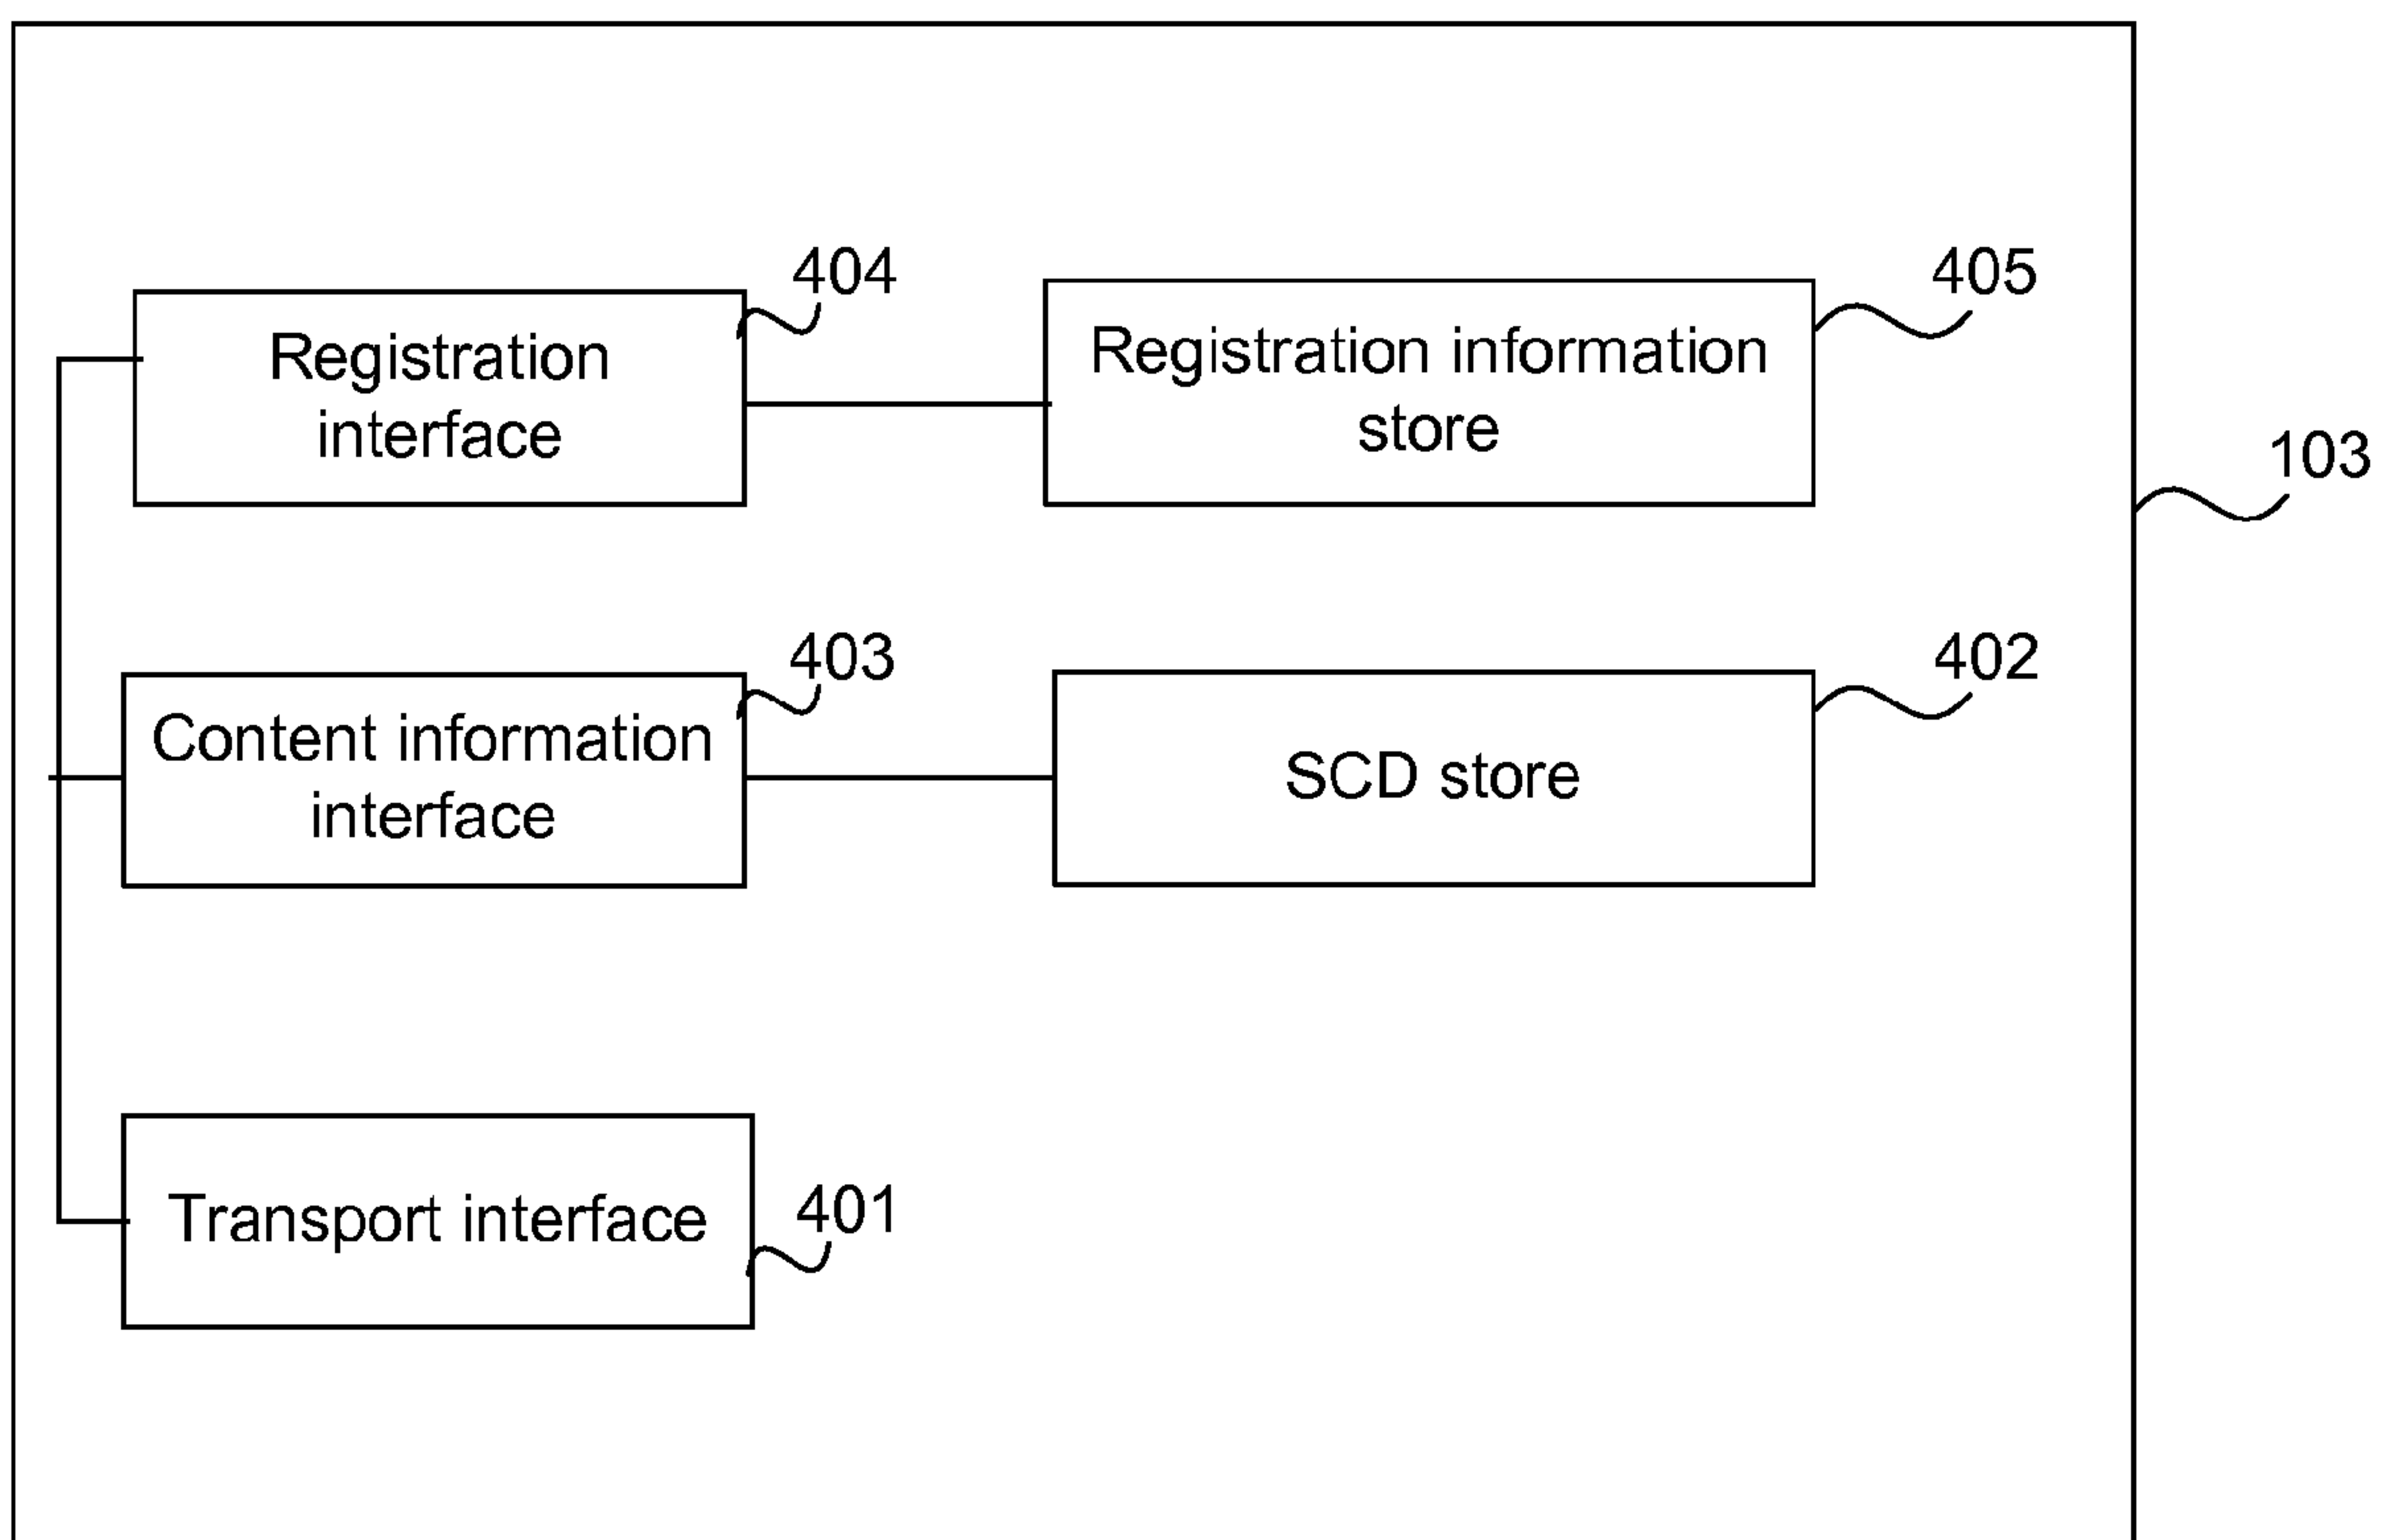 404
405
Registration
interface
Registration information
store
103
403
402
Content information
interface
SCD store
Transport interface
401